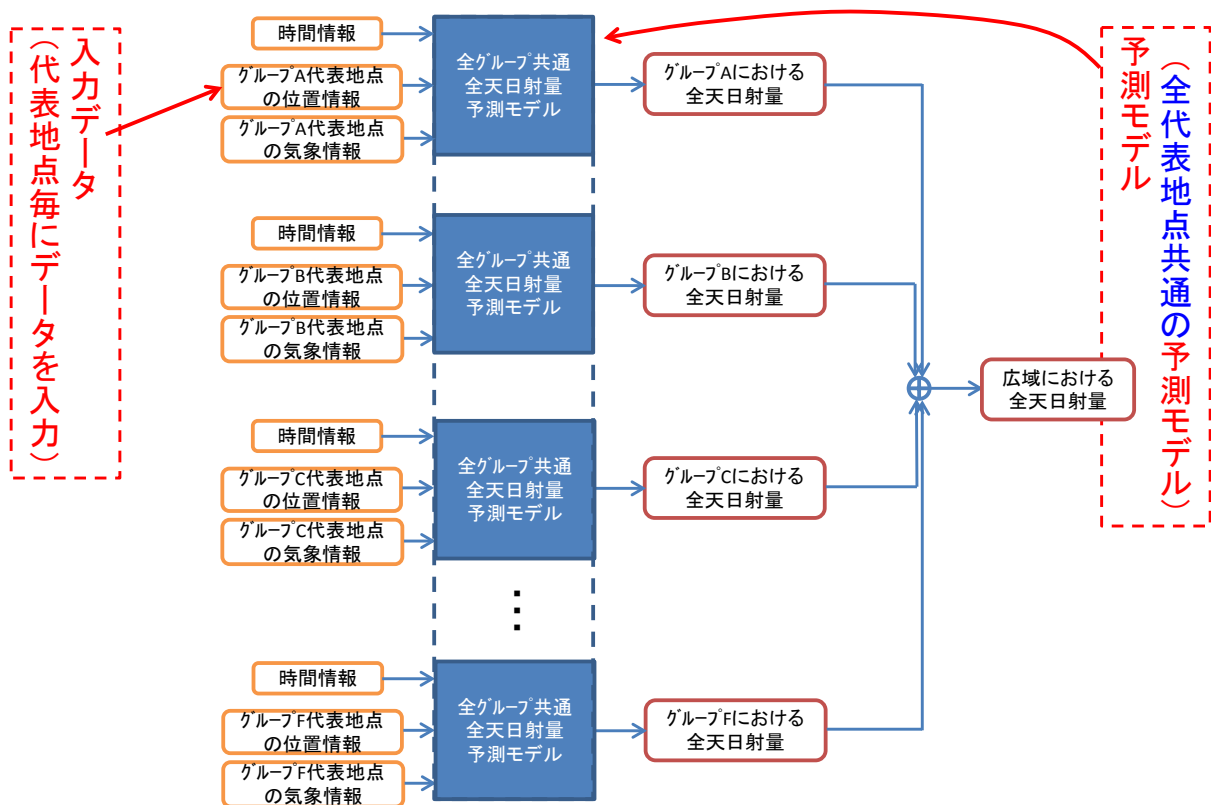 入力データ
（代表地点毎にデータを入力）
時間情報
グループA代表地点
の位置情報
グループA代表地点
の気象情報
全グループ共通
全天日射量
予測モデル
グループAにおける
全天日射量
時間情報
グループB代表地点
の位置情報
グループB代表地点
の気象情報
全グループ共通
全天日射量
予測モデル
グループBにおける
全天日射量
時間情報
グループC代表地点
の位置情報
グループC代表地点
の気象情報
全グループ共通
全天日射量
予測モデル
グループCにおける
全天日射量
⋮
時間情報
グループF代表地点
の位置情報
グループF代表地点
の気象情報
全グループ共通
全天日射量
予測モデル
グループFにおける
全天日射量
広域における
全天日射量
（全代表地点共通の予測モデル）
予測モデル